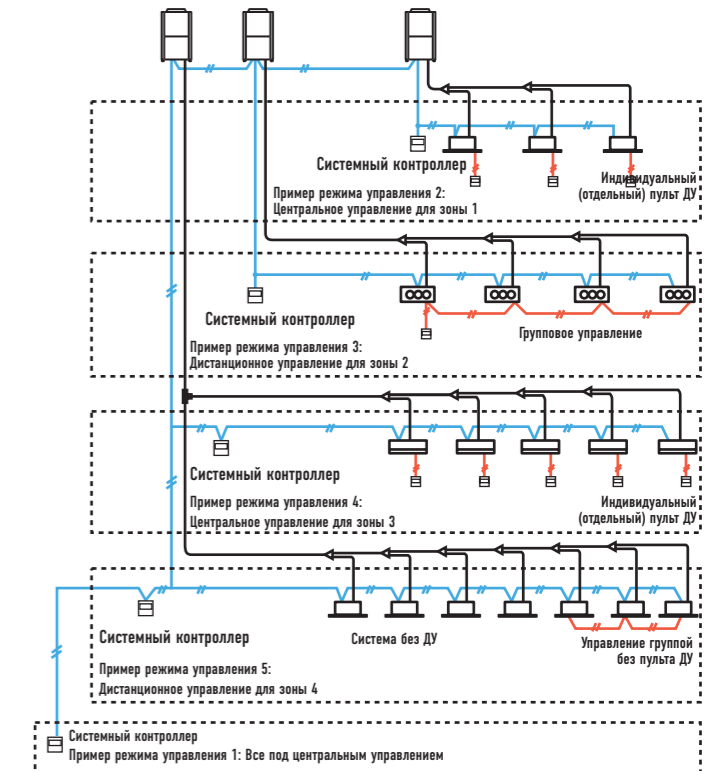 Системный контроллер
Индивидуальный
(отдельный) пульт ДУ
Пример режима управления 2:
Центральное управление для зоны 1
Системный контроллер
Групповое управление
Пример режима управления 3:
Дистанционное управление для зоны 2
Системный контроллер
Пример режима управления 4:
Центральное управление для зоны 3
Индивидуальный
(отдельный) пульт ДУ
Системный контроллер
Система без ДУ
Управление группой
без пульта ДУ
Пример режима управления 5:
Дистанционное управление для зоны 4
Системный контроллер
Пример режима управления 1: Все под центральным управлением